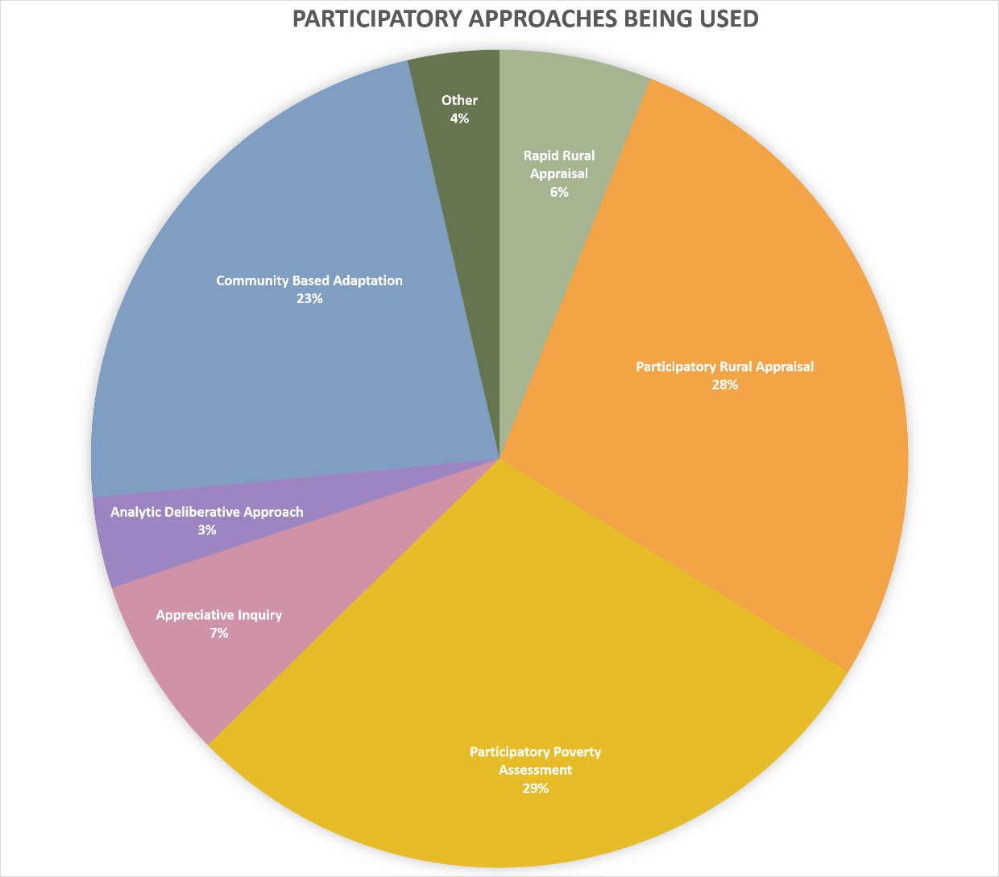 PARTICIPATORY APPROACHES BEING USED
Other
4%
Rapid Rural
Appraisal
6%
Community Based Adaptation
23%
Participatory Rural Appraisal
28%
Analytic Deliberative Approach
3%
Appreciative Inquiry
7%
Participatory Poverty
Assessment
29%